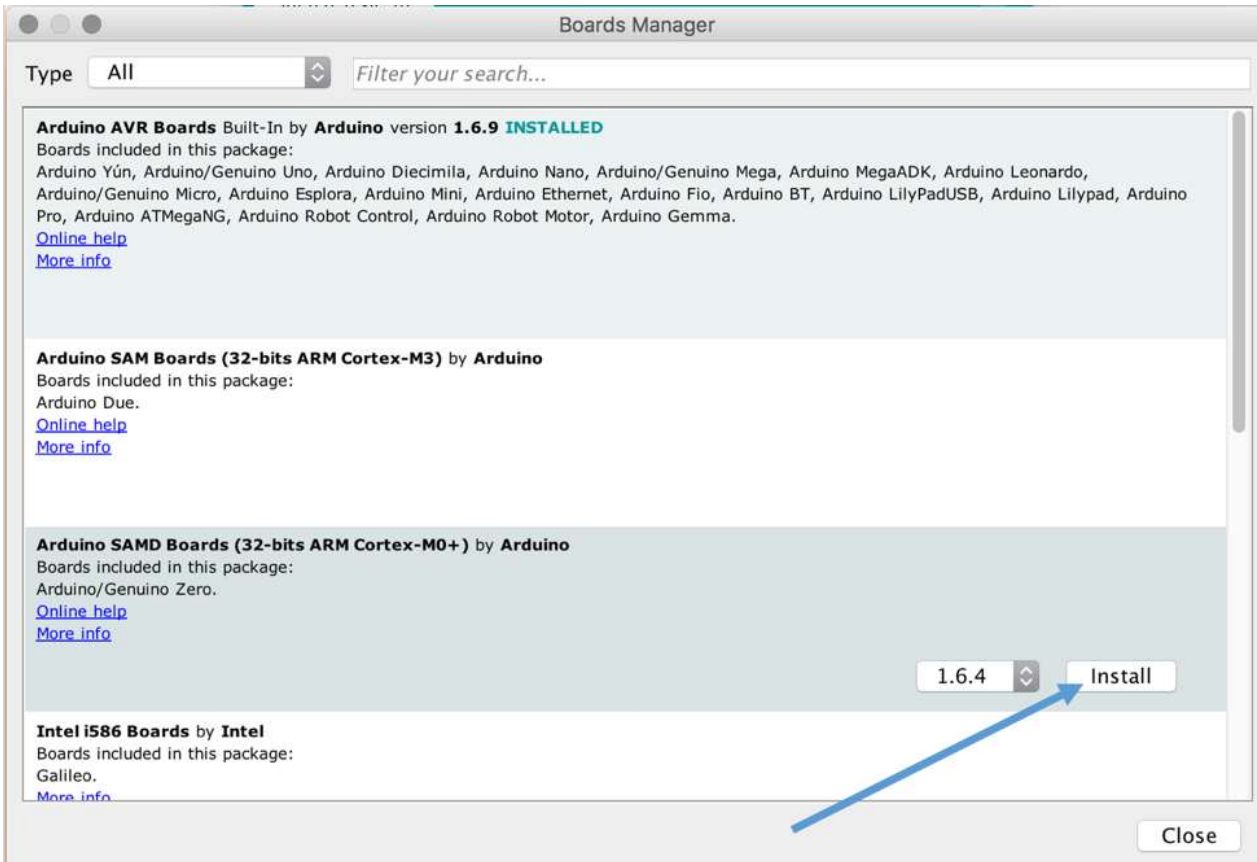 Boards Manager
Type All Filter your search...
Arduino AVR Boards Built-In by Arduino version 1.6.9 INSTALLED
Boards included in this package:
Arduino Yún, Arduino/Genuino Uno, Arduino Diecimila, Arduino Nano, Arduino/Genuino Mega, Arduino MegaADK, Arduino Leonardo,
Arduino/Genuino Micro, Arduino Esplora, Arduino Mini, Arduino Ethernet, Arduino Fio, Arduino BT, Arduino LilyPadUSB, Arduino Lilypad, Arduino
Pro, Arduino ATMegaNG, Arduino Robot Control, Arduino Robot Motor, Arduino Gemma.
Online help
More info
Arduino SAM Boards (32-bits ARM Cortex-M3) by Arduino
Boards included in this package:
Arduino Due.
Online help
More info
Arduino SAMD Boards (32-bits ARM Cortex-M0+) by Arduino
Boards included in this package:
Arduino/Genuino Zero.
Online help
More info
1.6.4 Install
Intel i586 Boards by Intel
Boards included in this package:
Galileo.
More info
Close